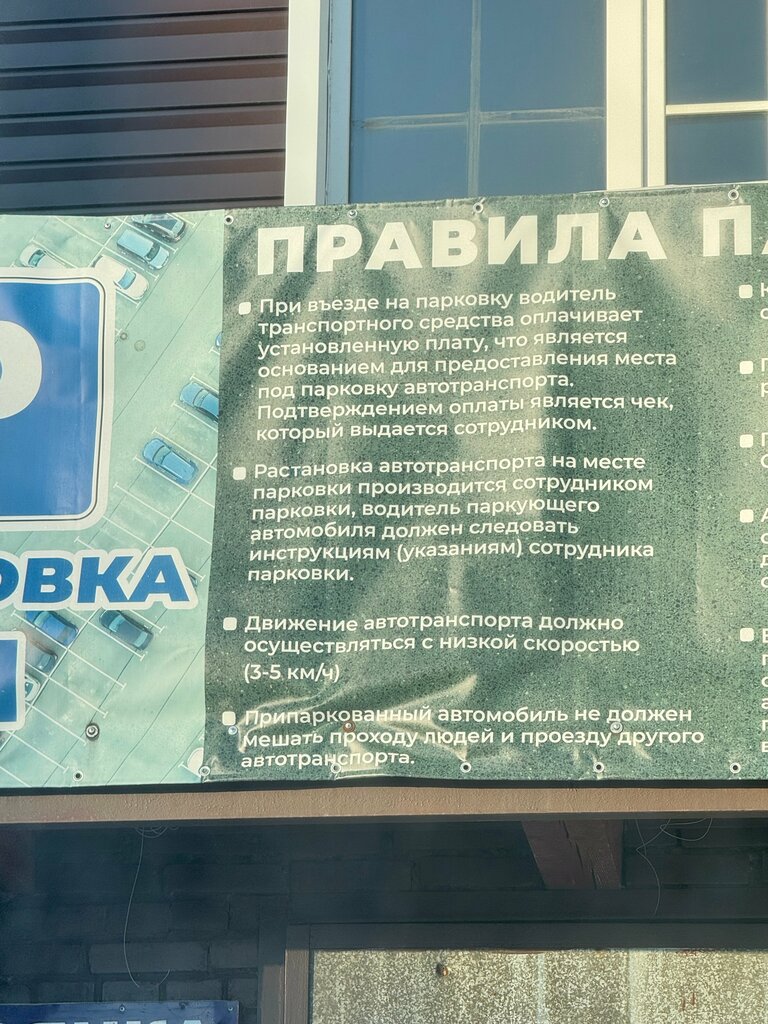 ПРАВИЛА
При въезде на парковку водитель
транспортного средства оплачивает
установленную плату, что является
основанием для предоставления места
под парковку автотранспорта.
Подтверждением оплаты является чек,
который выдается сотрудником.
Растановка автотранспорта на месте
парковки производится сотрудником
парковки, водитель паркующего
автомобиля должен следовать
инструкциям (указаниям) сотрудника
парковки.
Движение автотранспорта должно
осуществляться с низкой скоростью
(3-5 км/ч)
Припаркованный автомобиль не должен
мешать проходу людей и проезду другого
автотранспорта.
ОВКА